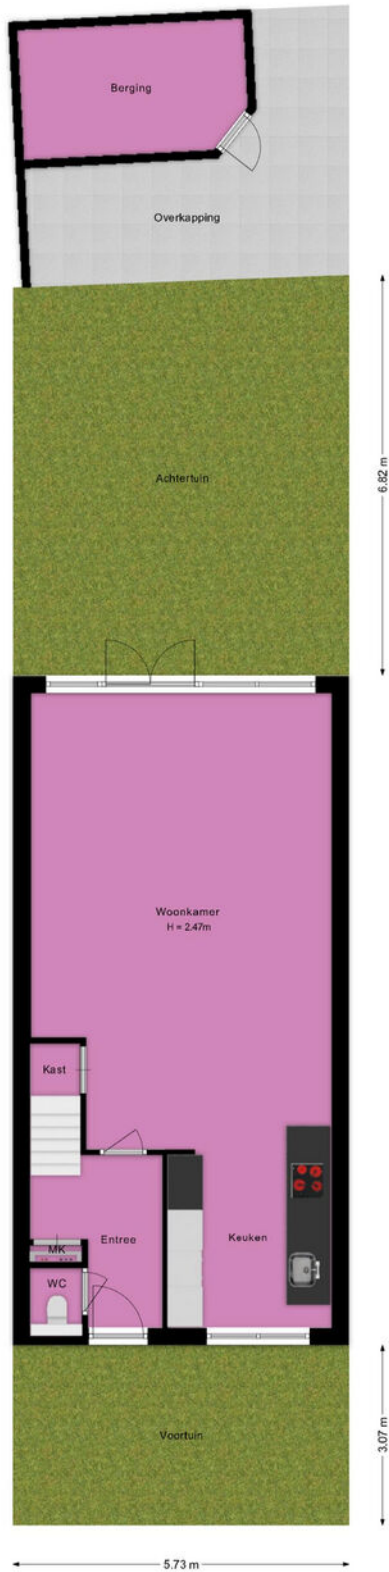 Berging
Overkapping
6.82 m
Achtertuin
Woonkamer
H = 2.47m
Kast
MK
Entree
Keuken
WC
3.07 m
Voortuin
5.73 m